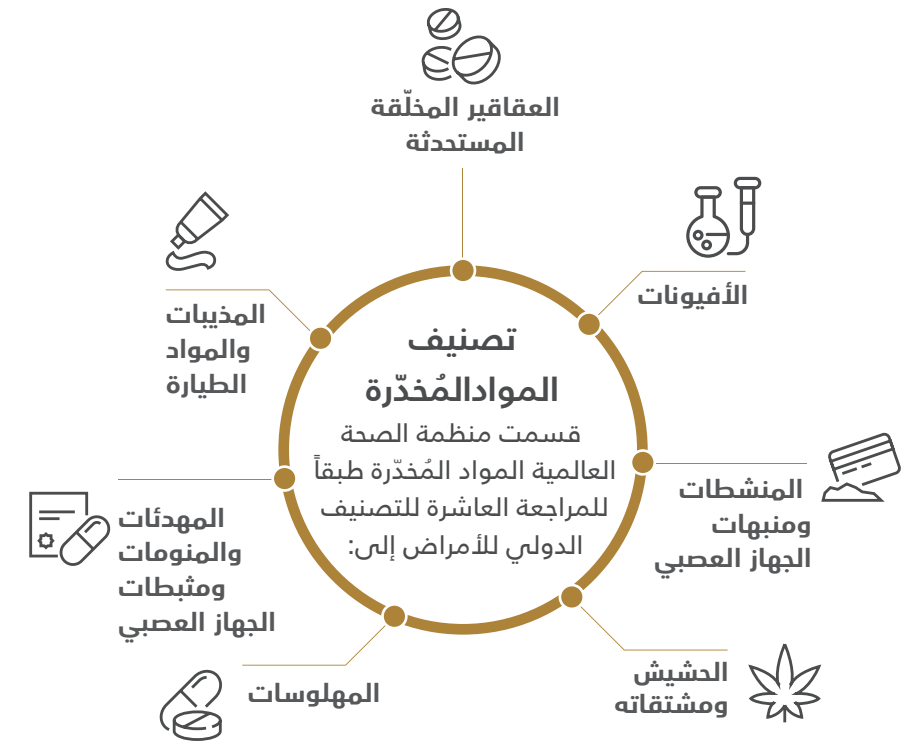 العقاقير المخلّقة
المستحدثة
الأفيونات
المنشطات
ومنبهات
الجهاز العصبي
الحشيش
ومشتقاته
المهلوسات
المهدئات
والمنومات
ومثبطات
الجهاز العصبي
المذيبات
والمواد
الطيارة
تصنيف
الموادالمُخدّرة
قسمت منظمة الصحة
العالمية المواد المُخدّرة طبقاً
للمراجعة العاشرة للتصنيف
الدولي للأمراض إلى: